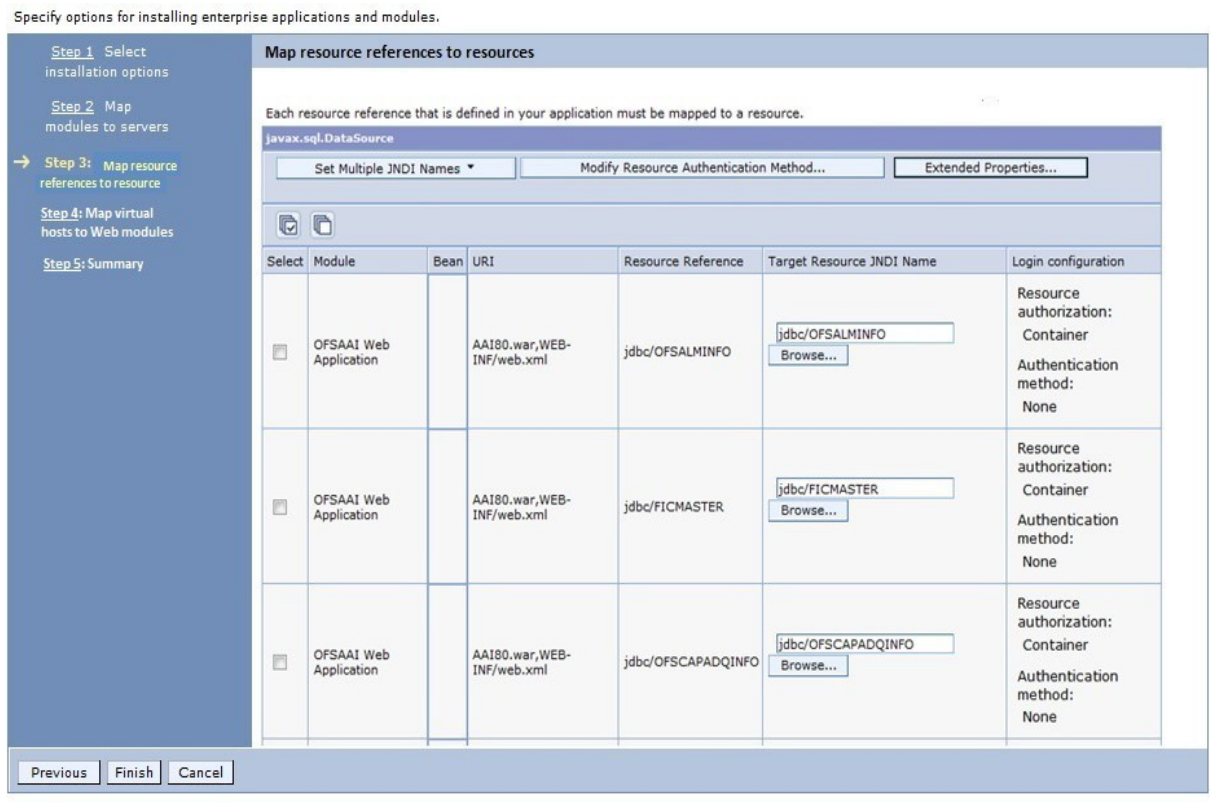 Specify options for installing enterprise applications and modules.
Step 1 Select
installation options
Step 2 Map
modules to servers
Step 3: Map resource
references to resource
Step 4: Map virtual
hosts to Web modules
Step 5: Summary
Map resource references to resources
Each resource reference that is defined in your application must be mapped to a resource.
javax.sql.DataSource
Set Multiple JNDI Names Modify Resource Authentication Method... Extended Properties...
Select Module Bean URI Resource Reference Target Resource JNDI Name Login configuration
OFSAAI Web
Application
AAI80.war,WEB-
INF/web.xml
jdbc/OFSALMINFO
jdbc/OFSALMINFO
Browse...
Resource
authorization:
Container
Authentication
method:
None
OFSAAI Web
Application
AAI80.war,WEB-
INF/web.xml
jdbc/FICMASTER
jdbc/FICMASTER
Browse...
Resource
authorization:
Container
Authentication
method:
None
OFSAAI Web
Application
AAI80.war,WEB-
INF/web.xml
jdbc/OFSCAPADQINFO
jdbc/OFSCAPADQINFO
Browse...
Resource
authorization:
Container
Authentication
method:
None
Previous Finish Cancel